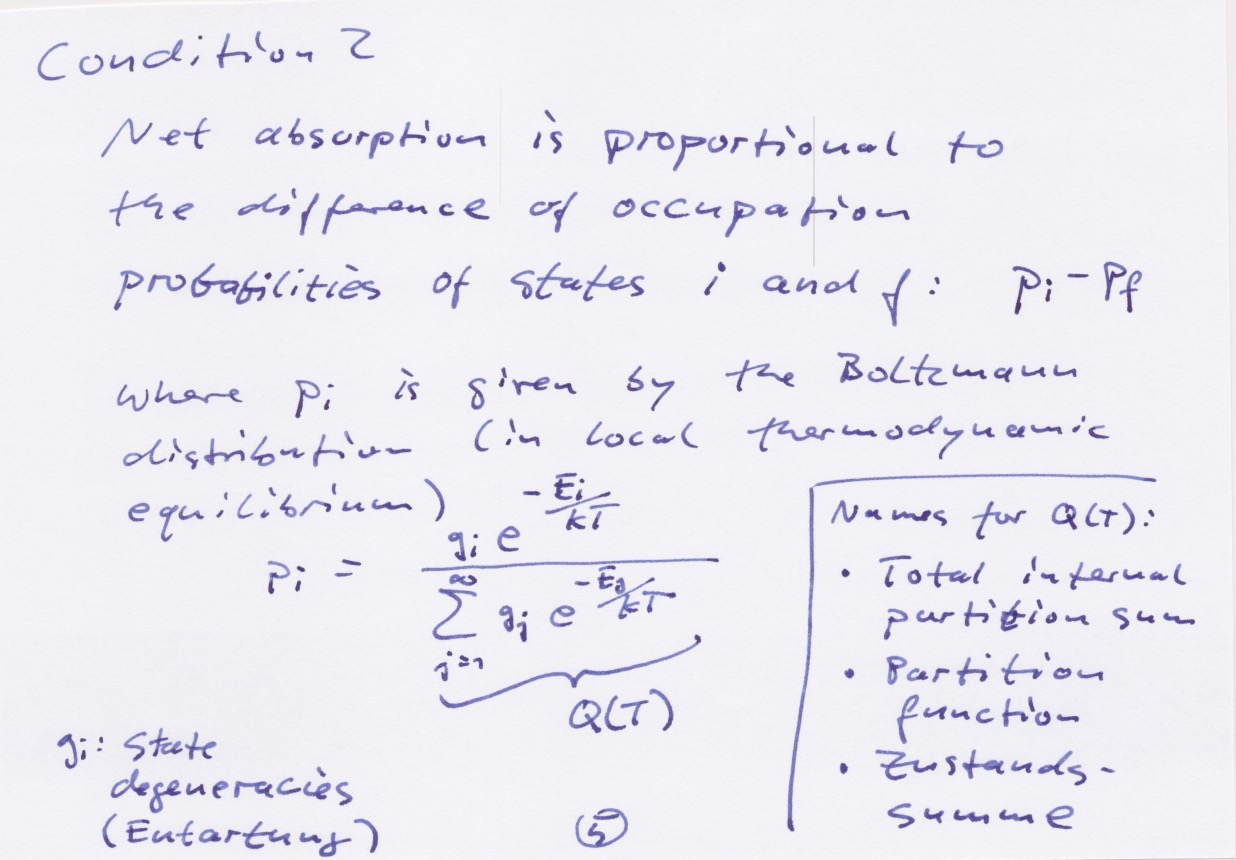 Condition 2
Net absorption is proportional to
the difference of occupation
probabilities of states i and f: pi - pf
where pi is given by the Boltzmann
distribution (in local thermodynamic
equilibrium)
pi = gi e^(-Ei/kT) / ∑_{j=1}^{∞} gj e^(-Ej/kT)
Q(T)
gi: State
degeneracies
(Entartung)
Names for Q(T):
• Total internal
partition sum
• Partition
function
• Zustands-
summe
5